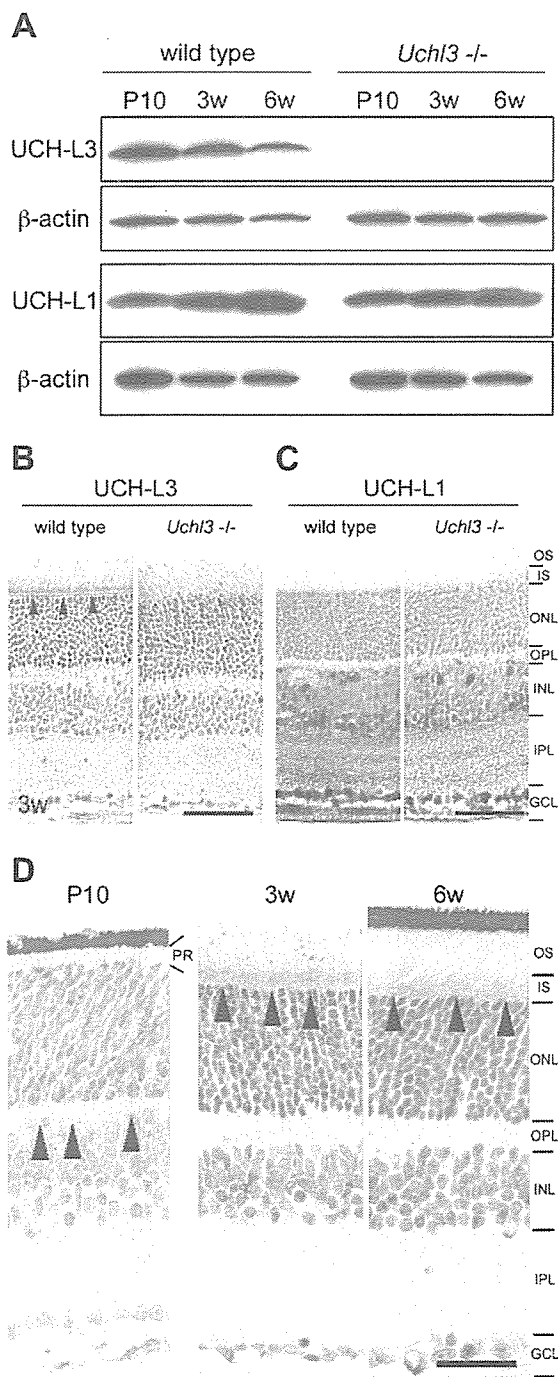 A
wild type Uchl3 -/-
P10 3w 6w P10 3w 6w
UCH-L3
β-actin
UCH-L1
β-actin
B
UCH-L3
wild type Uchl3 -/-
3w
C
UCH-L1
wild type Uchl3 -/-
OS
IS
ONL
OPL
INL
IPL
GCL
D
P10 3w 6w
PR
OS
IS
ONL
OPL
INL
IPL
GCL